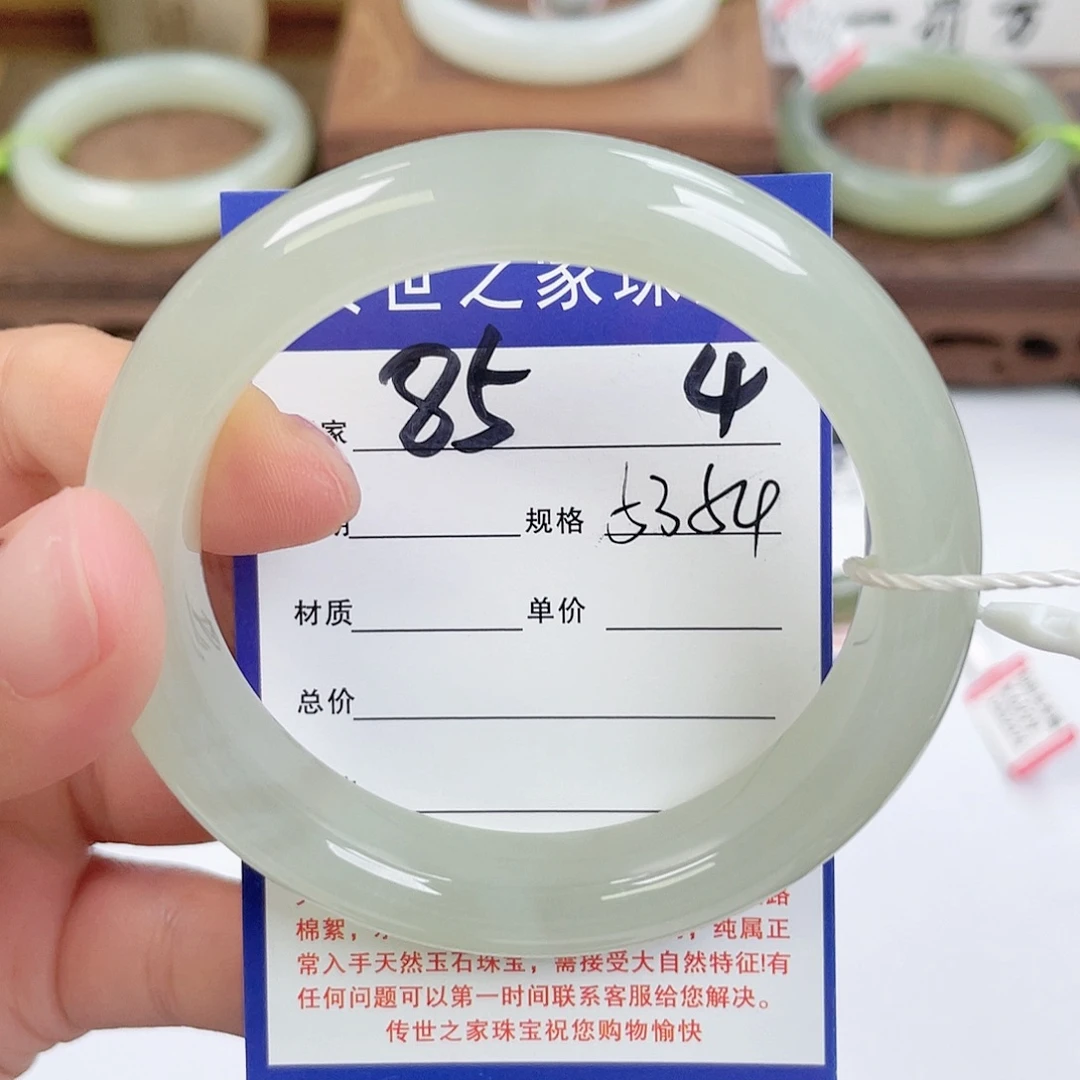 世之家珠
85 4
家
规格 5354
材质 单价
总价
棉絮，纯属正
常入手天然玉石珠宝，需接受大自然特征!有
任何问题可以第一时间联系客服给您解决。
传世之家珠宝祝您购物愉快